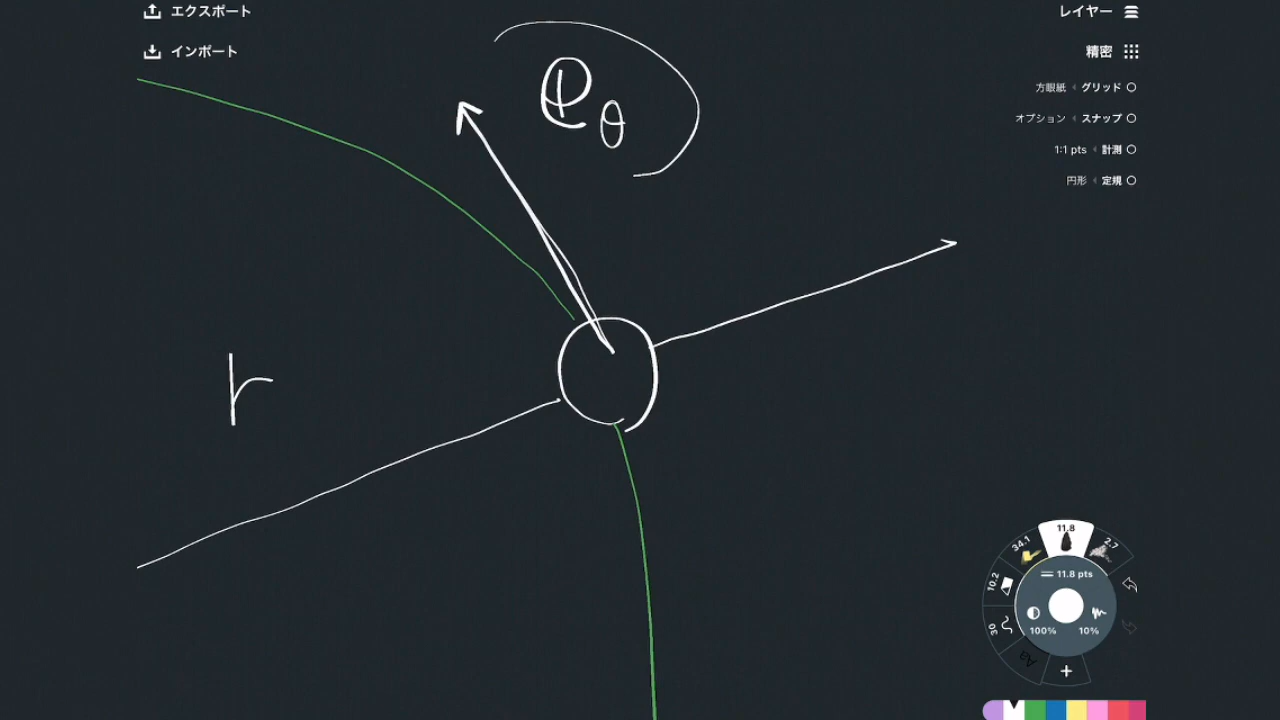 エクスポート
インポート
レイヤー
精密
方眼紙 グリッド
オプション スナップ
1:1 pts 計測
円形 定規
eθ
r
11.8
34.1
2.7
10.2
30
Aa
11.8 pts
100%
10%
+